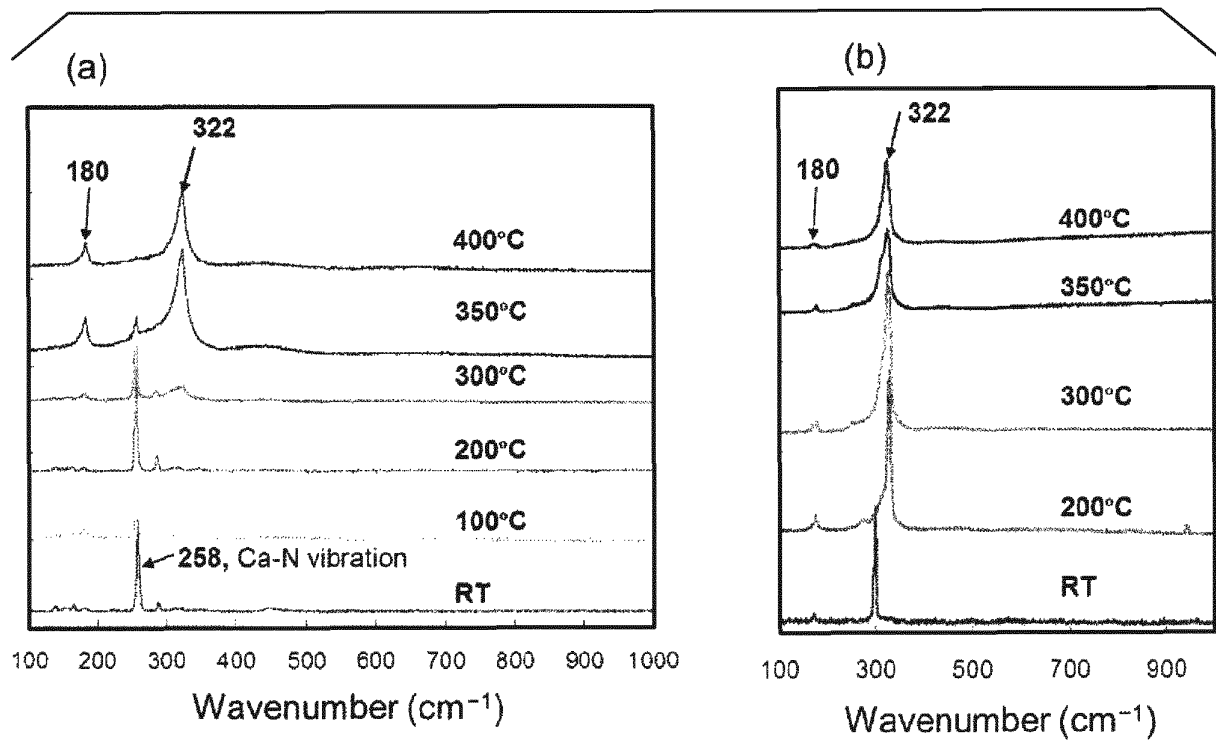 (a)
322
180
400°C
350°C
300°C
200°C
100°C
258, Ca-N vibration
RT
100 200 300 400 500 600 700 800 900 1000
Wavenumber (cm⁻¹)
(b)
322
180
400°C
350°C
300°C
200°C
RT
100 300 500 700 900
Wavenumber (cm⁻¹)